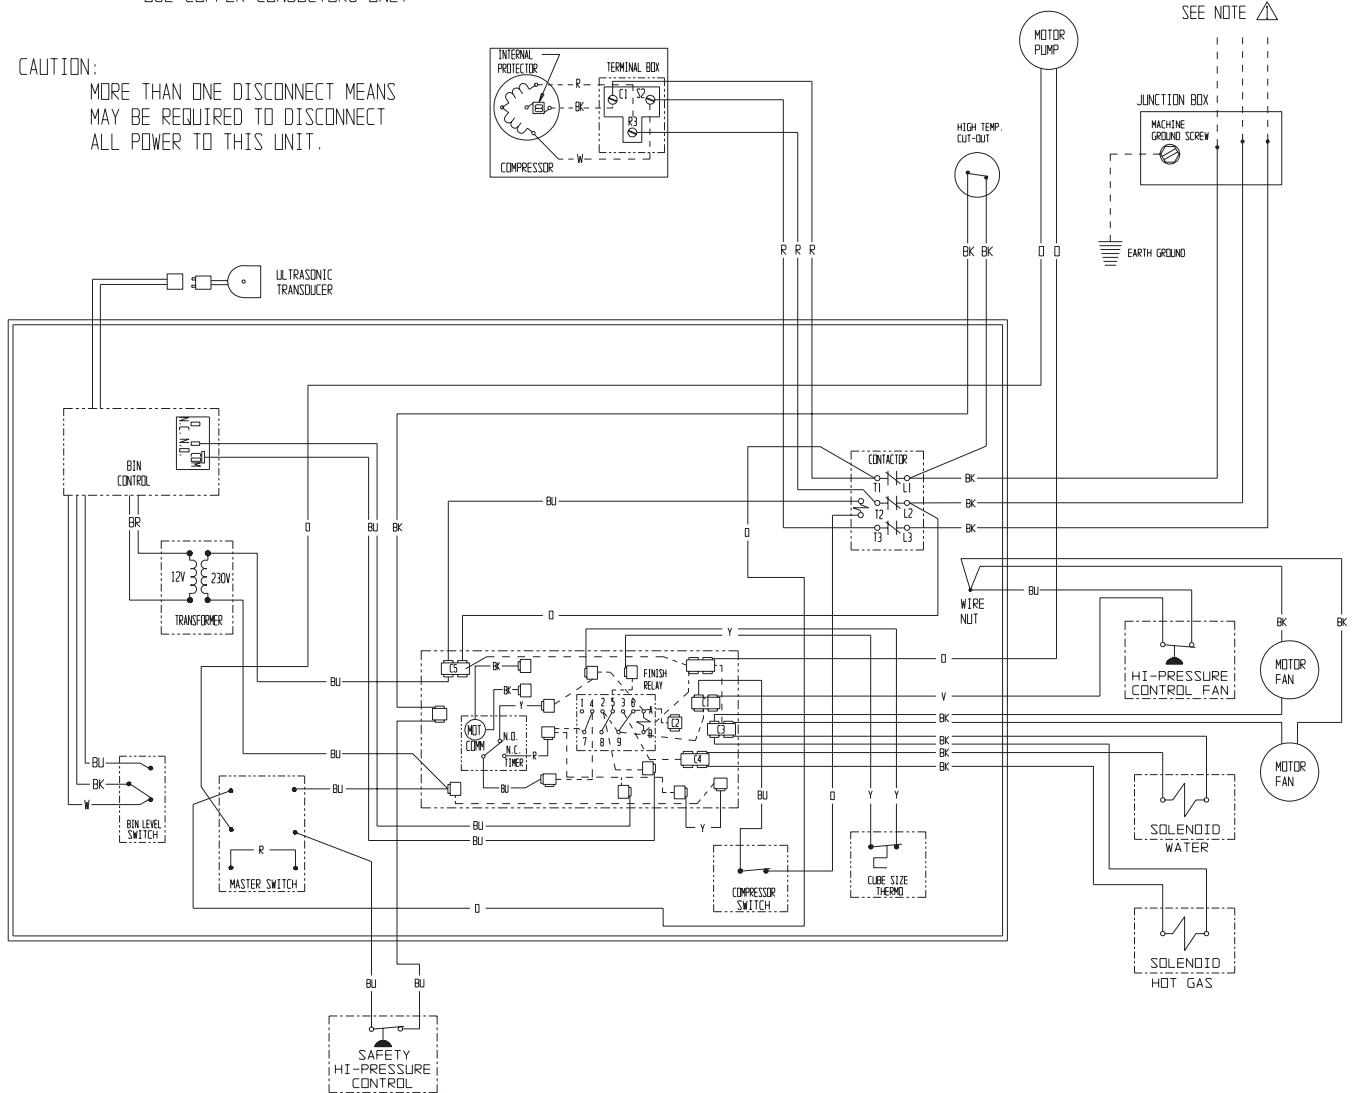 USE COPPER CONDUCTORS ONLY
CAUTION:
MORE THAN ONE DISCONNECT MEANS
MAY BE REQUIRED TO DISCONNECT
ALL POWER TO THIS UNIT.
SEE NOTE 1
MOTOR
PUMP
INTERNAL
PROTECTOR
TERMINAL BOX
R
C1 S2
BK
R3
W
COMPRESSOR
HIGH TEMP.
CUT-OUT
JUNCTION BOX
MACHINE
GROUND SCREW
EARTH GROUND
R R R
BK BK
O O
ULTRASONIC
TRANSDUCER
N.C. N.O. COM
BIN
CONTROL
CONTACTOR
T1 L1
BK
T2 L2
BK
T3 L3
BK
BU
BR
O
BU
BK
O
12V 230V
TRANSFORMER
WIRE
NUT
BU
O
Y
BK
BK
C5
BK
FINISH
RELAY
O
HI-PRESSURE
CONTROL FAN
MOTOR
FAN
BU
BK
C1
V
Y
1 4 2 5 3 6 A
C2
BK
MOT
COMM
N.O.
N.C.
TIMER
R
7 8 9 B
C3
BK
BU
C4
BK
BK
MOTOR
FAN
BU
BK
W
BIN LEVEL
SWITCH
BU
BU
R
MASTER SWITCH
BU
BU
Y
BU
O
Y Y
COMPRESSOR
SWITCH
CUBE SIZE
THERMO
SOLENOID
WATER
O
SOLENOID
HOT GAS
BU
BU
SAFETY
HI-PRESSURE
CONTROL